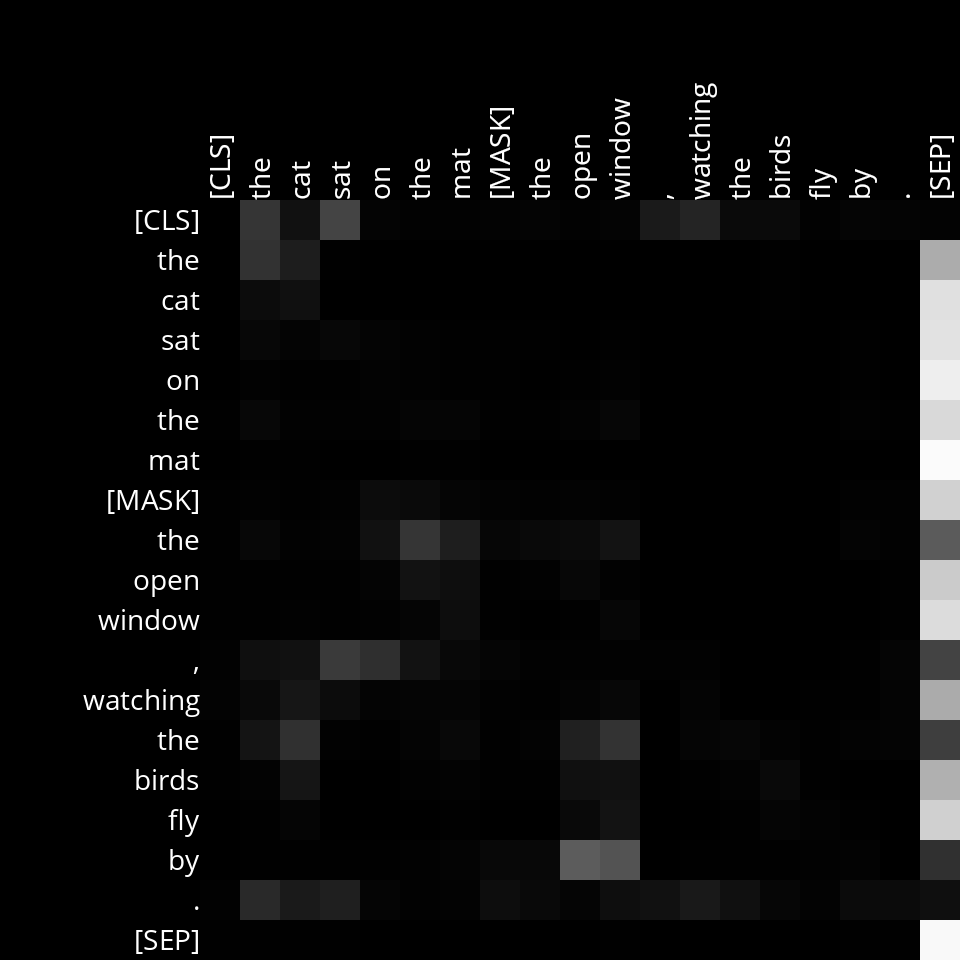 [CLS] the cat sat on the mat [MASK] the open window , watching the birds fly by . [SEP]
[CLS]
the
cat
sat
on
the
mat
[MASK]
the
open
window
,
watching
the
birds
fly
by
.
[SEP]